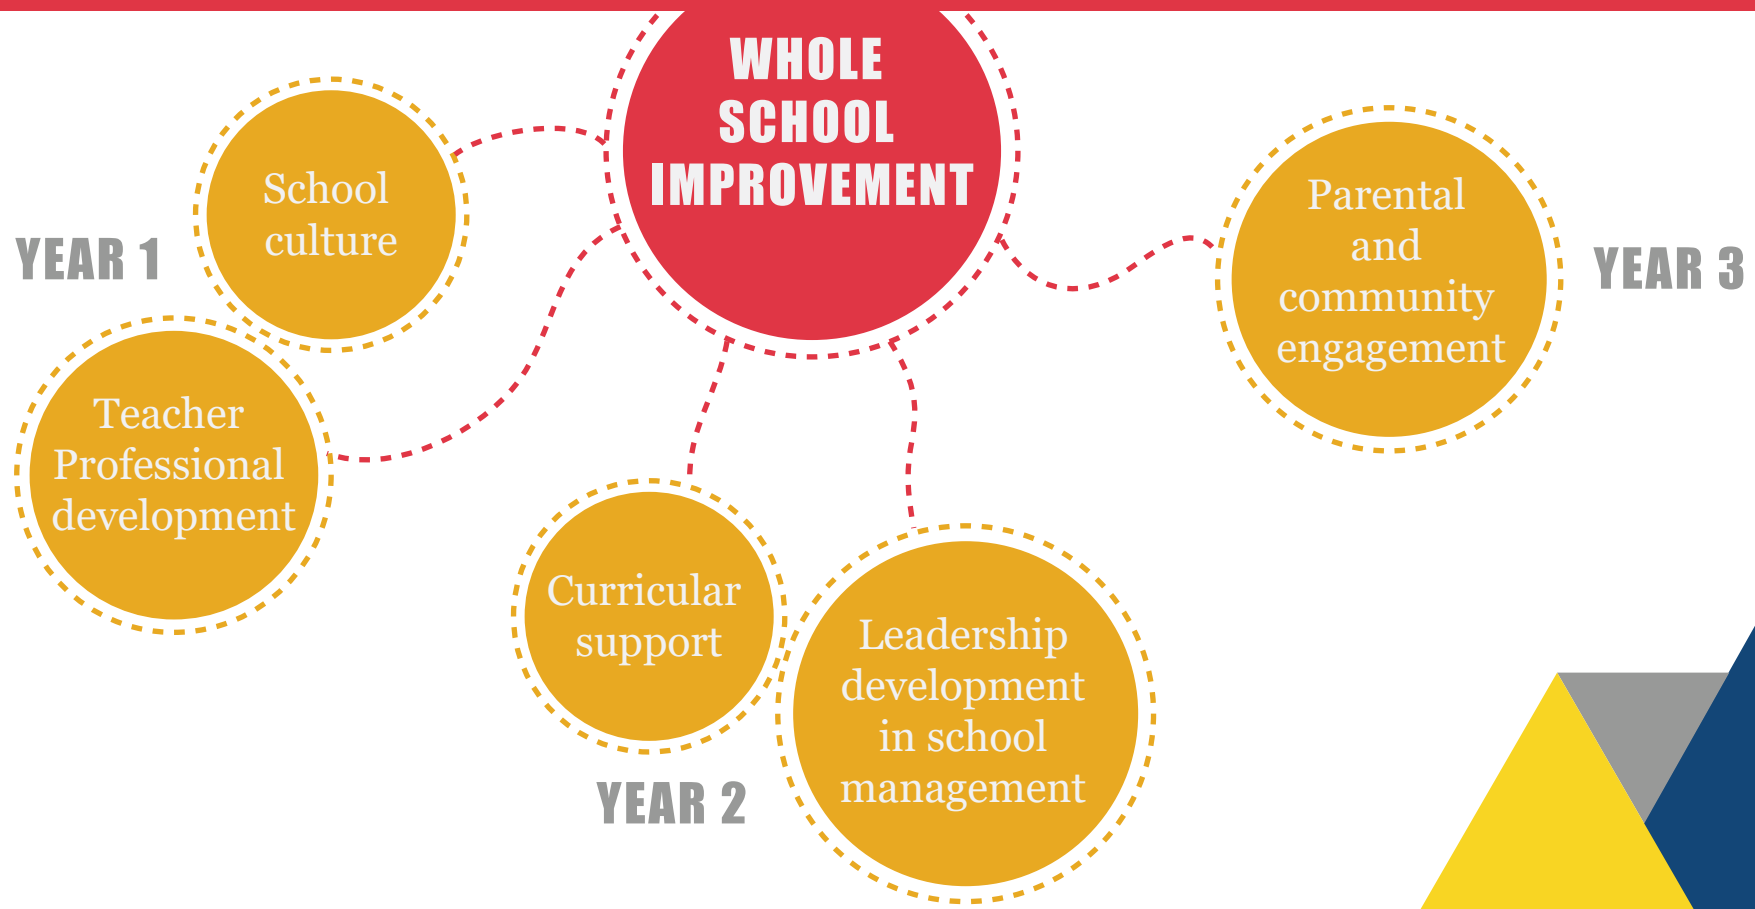 WHOLE
SCHOOL
IMPROVEMENT
School
culture
YEAR 1
Teacher
Professional
development
Curricular
support
YEAR 2
Leadership
development
in school
management
Parental
and
community
engagement
YEAR 3